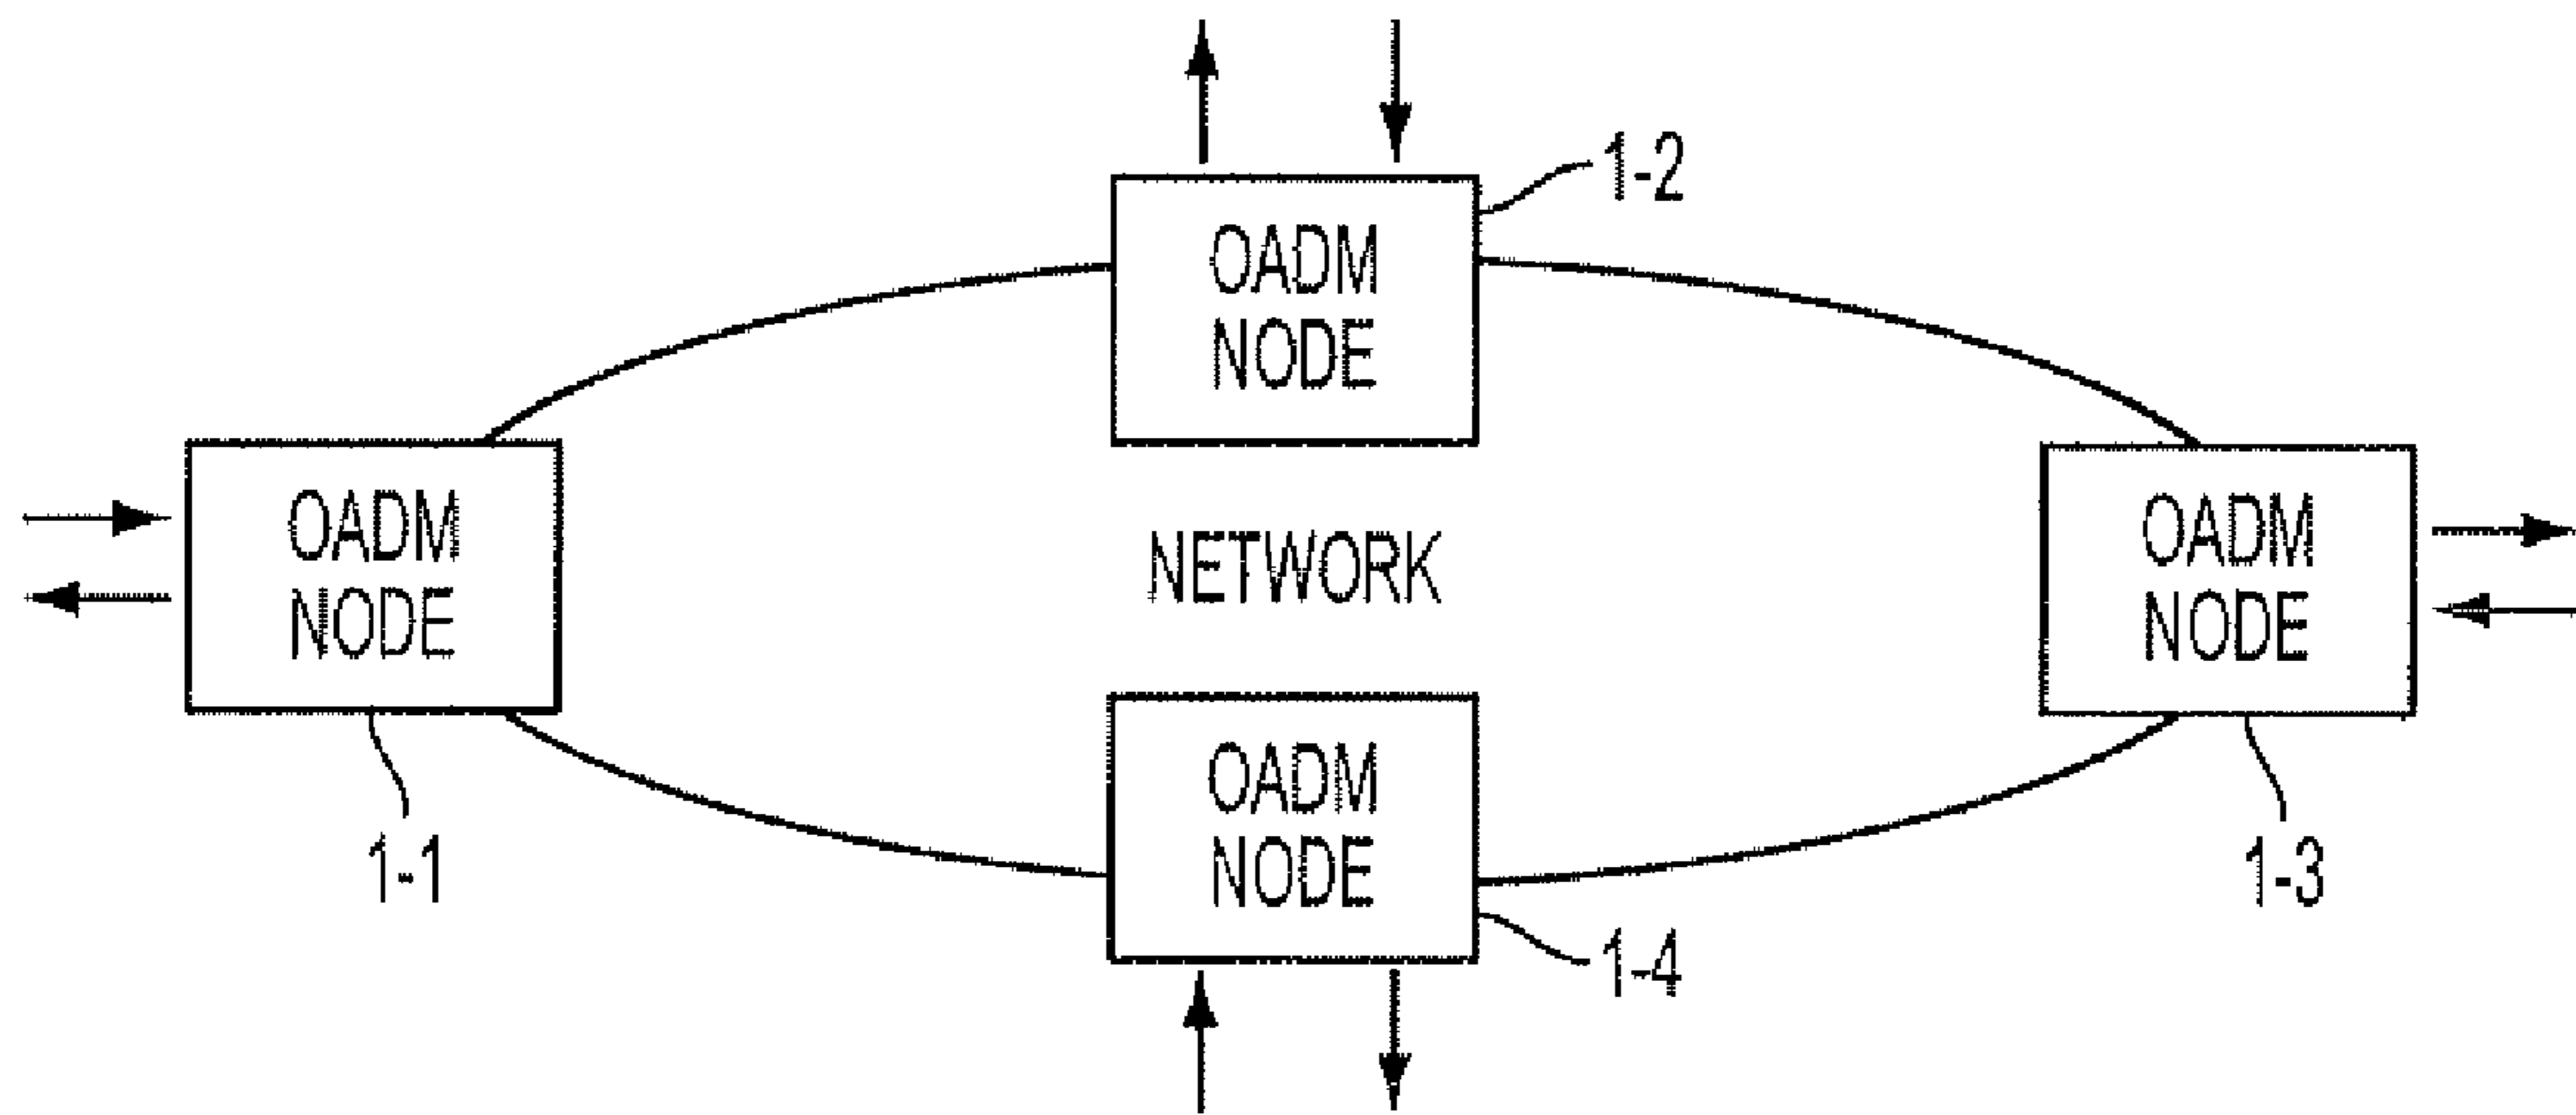 1-2
OADM
NODE
OADM
NODE
NETWORK
OADM
NODE
OADM
NODE
1-1
1-3
1-4